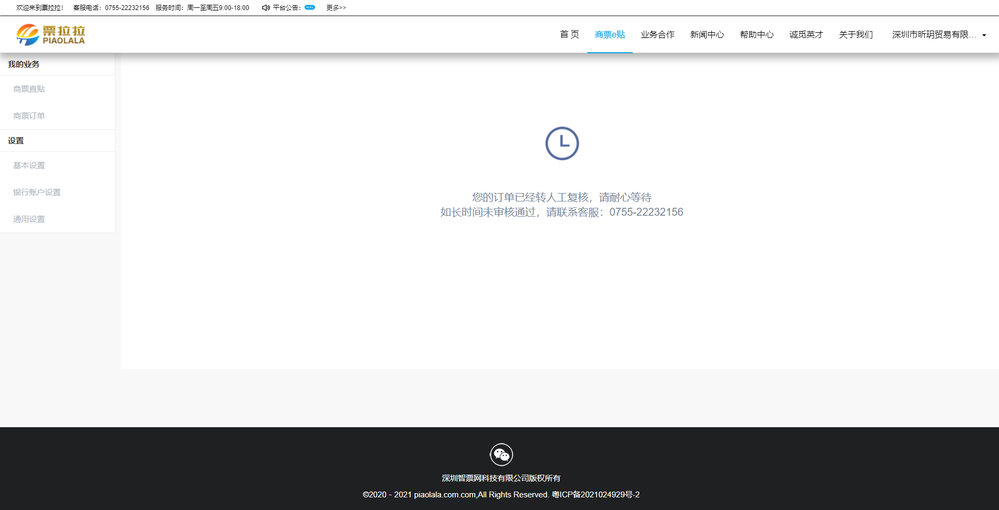 欢迎来到票拉拉！ 客服电话：0755-22232156 服务时间：周一至周五9:00-18:00 平台公告： NEWS 更多>>
票拉拉
PIAOLALA
首 页 商票e贴 业务合作 新闻中心 帮助中心 诚觅英才 关于我们 深圳市昕玥贸易有限...
我的业务
商票直贴
商票订单
设置
基本设置
银行账户设置
通用设置
您的订单已经转人工复核，请耐心等待
如长时间未审核通过，请联系客服：0755-22232156
深圳智票网科技有限公司版权所有
©2020 - 2021 piaolala.com.com,All Rights Reserved. 粤ICP备2021024929号-2